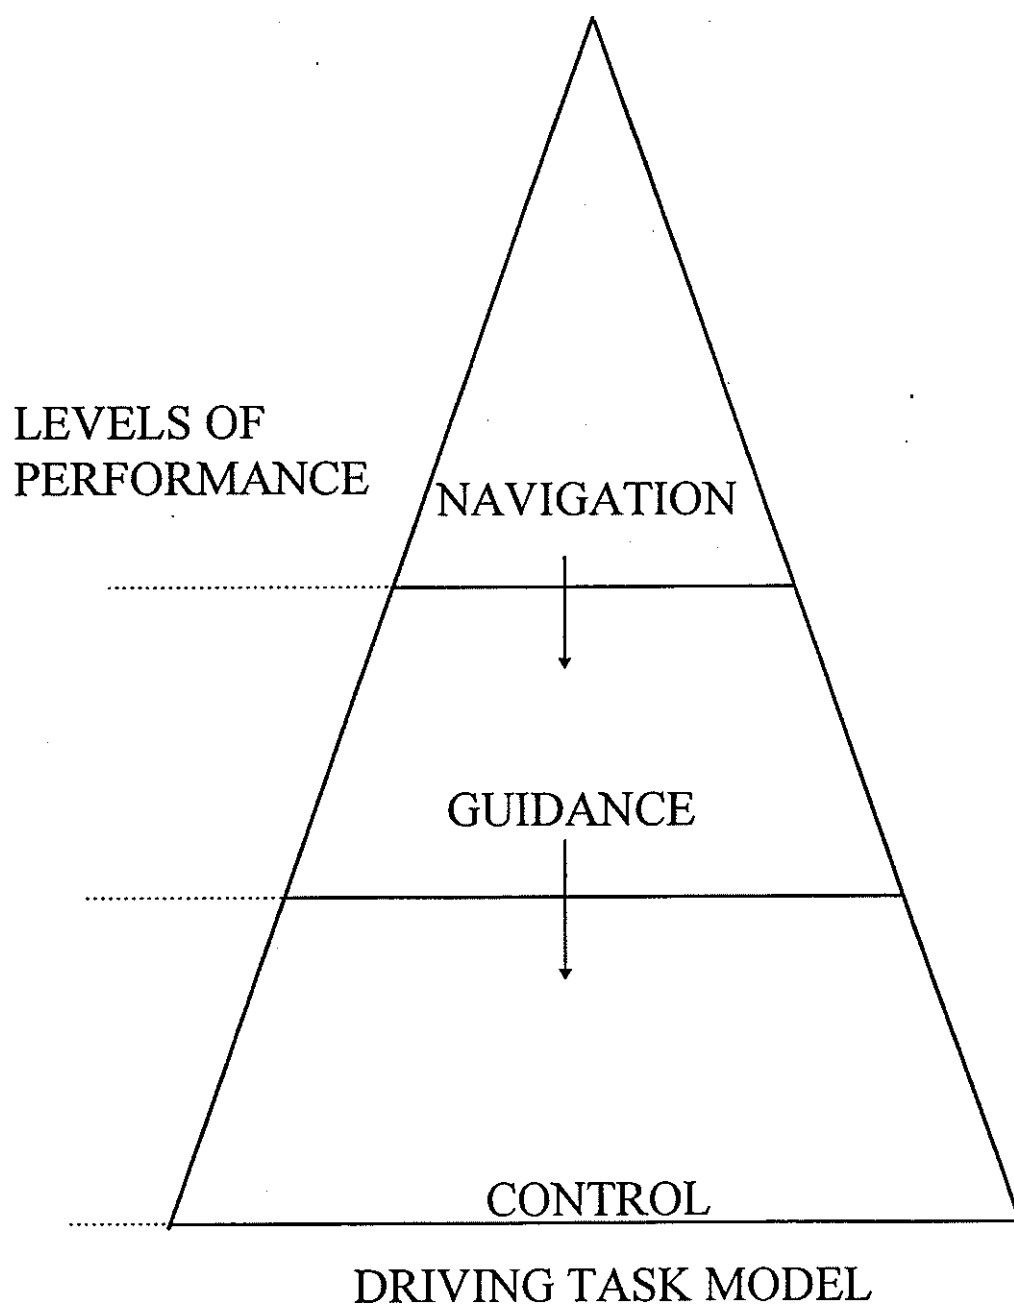 LEVELS OF
PERFORMANCE
NAVIGATION
GUIDANCE
CONTROL
DRIVING TASK MODEL